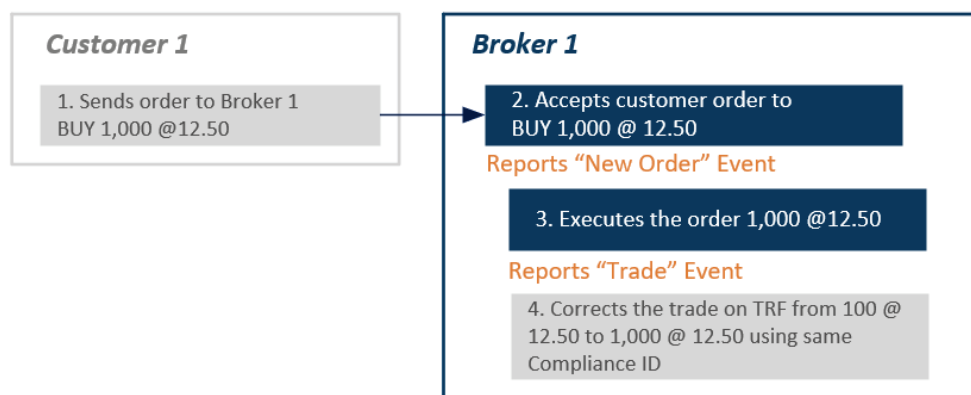 Customer 1
1. Sends order to Broker 1
BUY 1,000 @12.50
Broker 1
2. Accepts customer order to
BUY 1,000 @ 12.50
Reports “New Order” Event
3. Executes the order 1,000 @12.50
Reports “Trade” Event
4. Corrects the trade on TRF from 100 @
12.50 to 1,000 @ 12.50 using same
Compliance ID